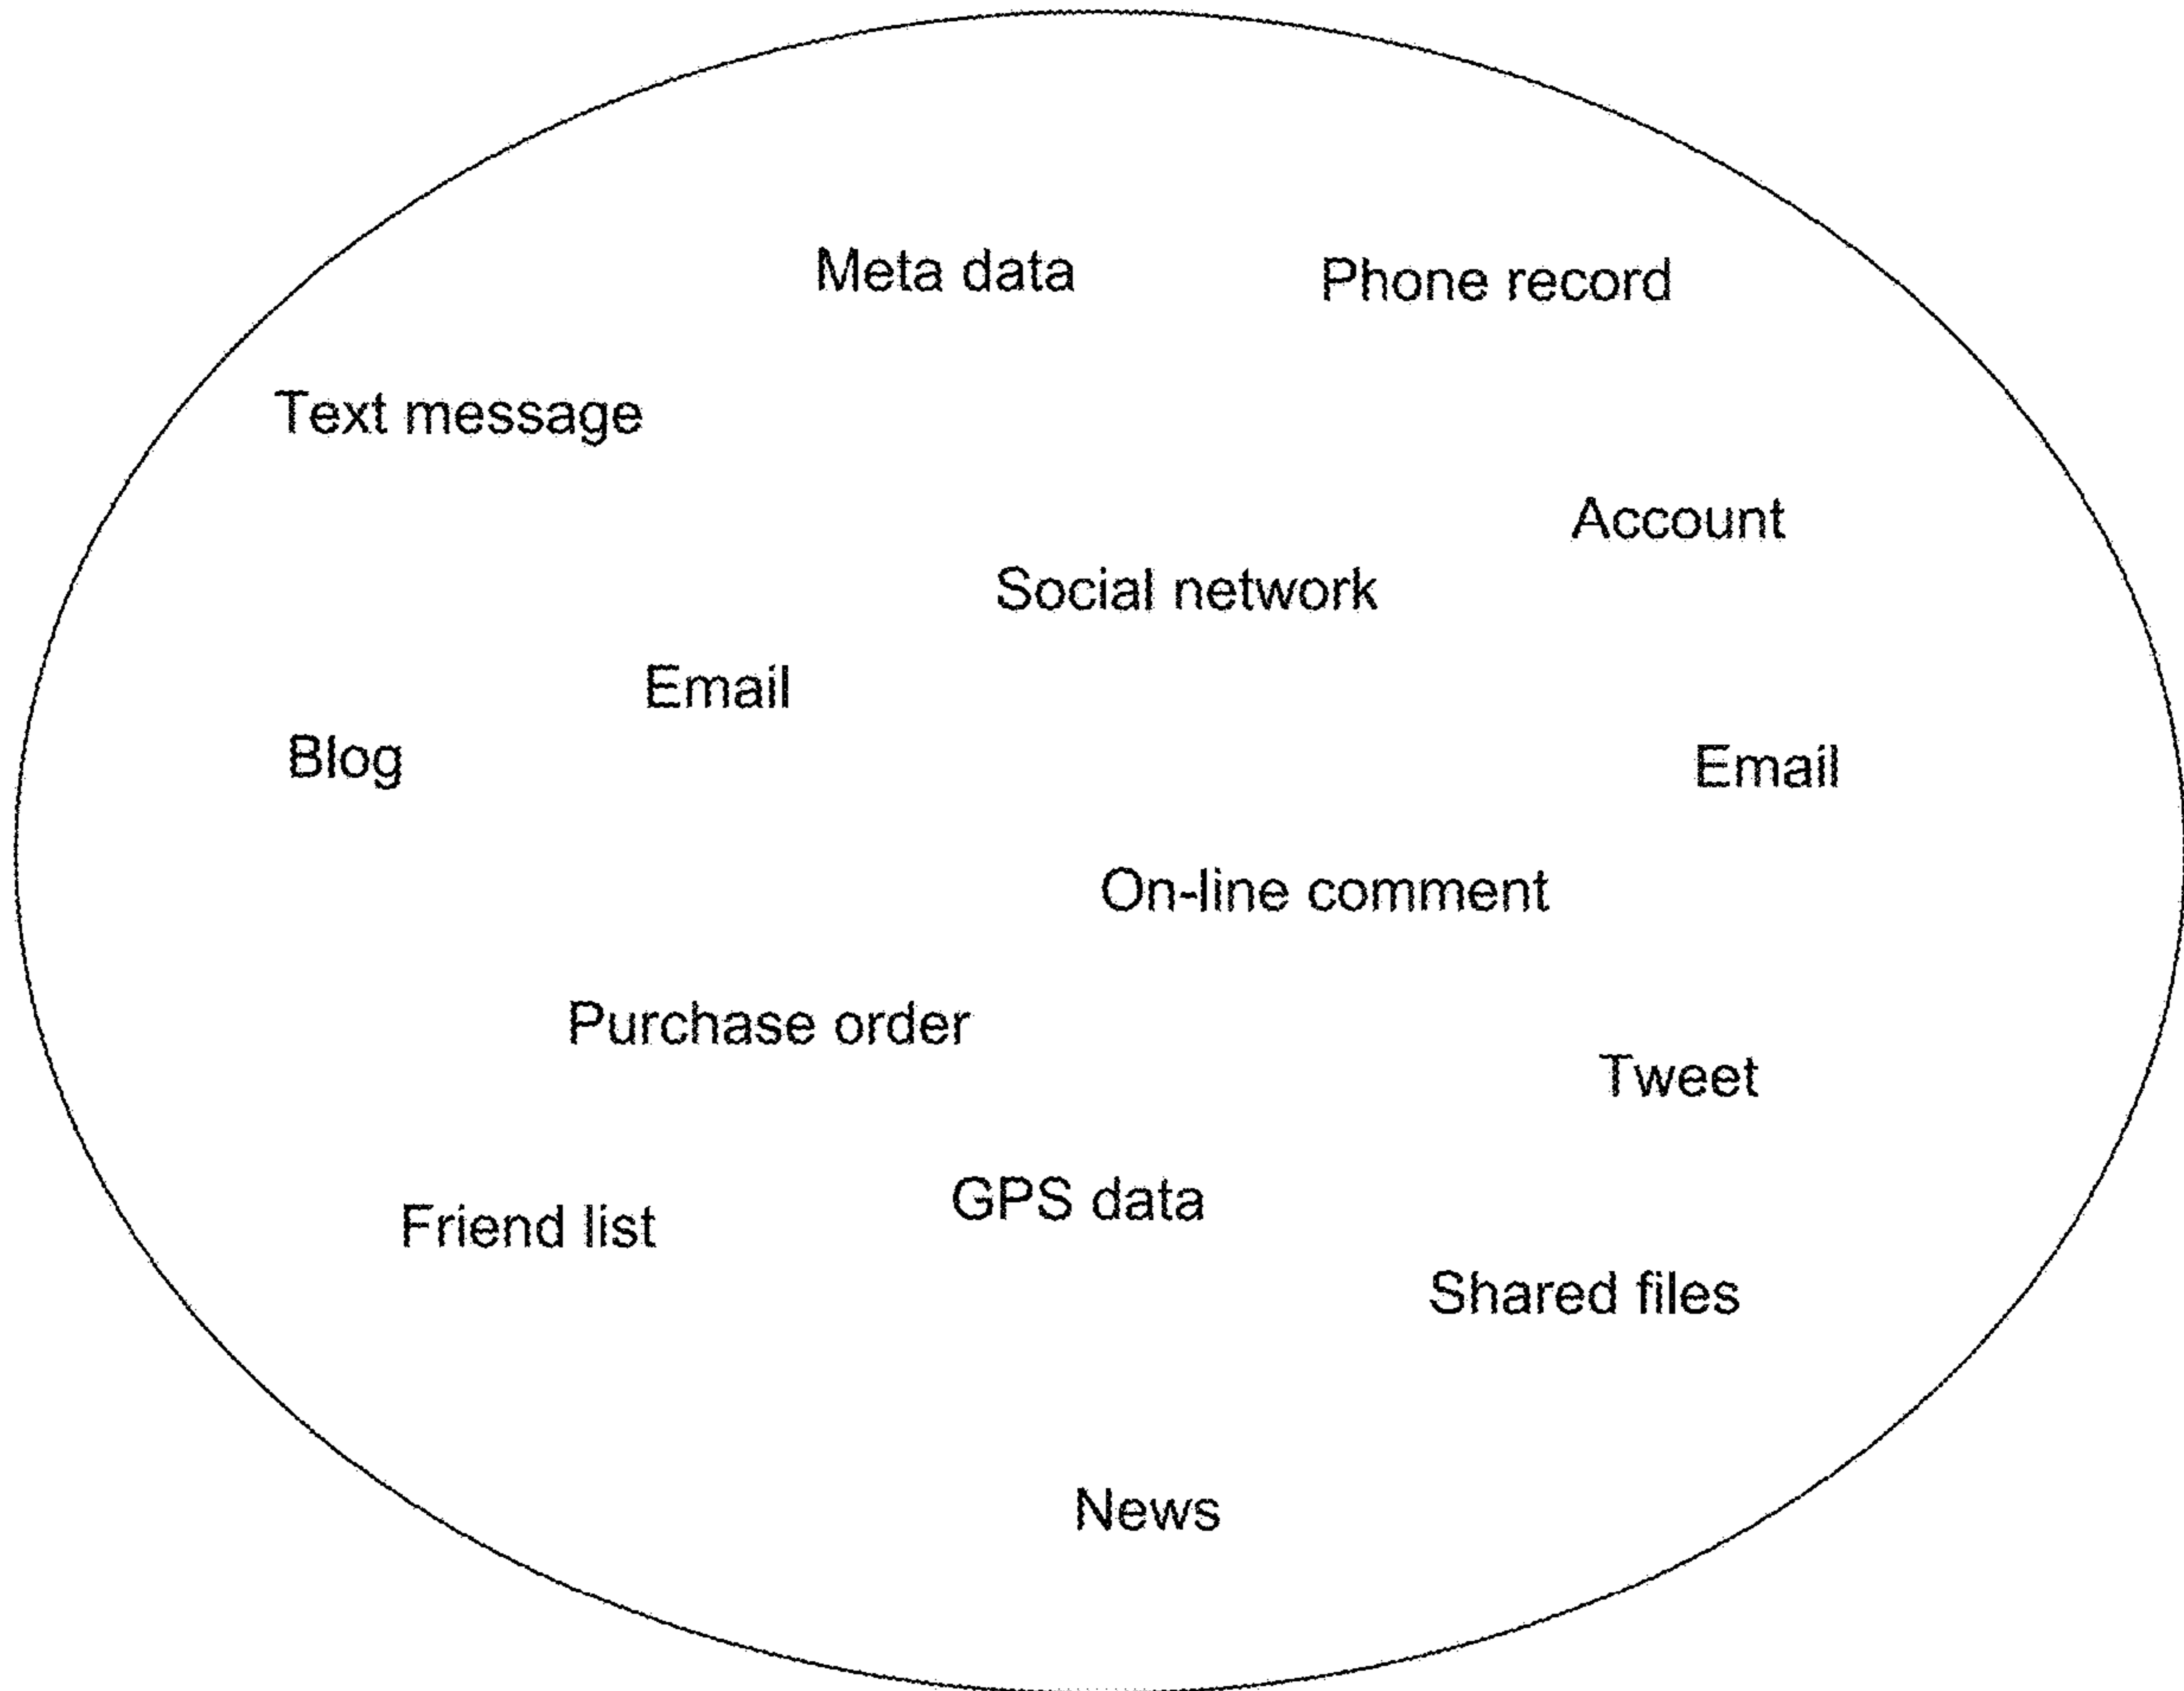 Meta data
Phone record
Text message
Account
Social network
Email
Blog
Email
On-line comment
Purchase order
Tweet
GPS data
Friend list
Shared files
News